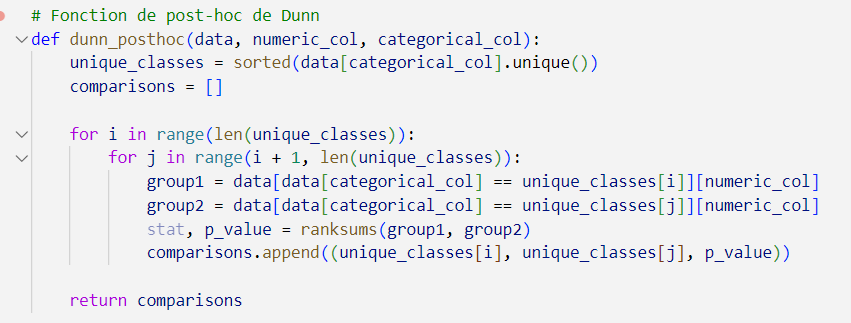 # Fonction de post-hoc de Dunn
def dunn_posthoc(data, numeric_col, categorical_col):
    unique_classes = sorted(data[categorical_col].unique())
    comparisons = []
    for i in range(len(unique_classes)):
        for j in range(i + 1, len(unique_classes)):
            group1 = data[data[categorical_col] == unique_classes[i]][numeric_col]
            group2 = data[data[categorical_col] == unique_classes[j]][numeric_col]
            stat, p_value = ranksums(group1, group2)
            comparisons.append((unique_classes[i], unique_classes[j], p_value))
    return comparisons